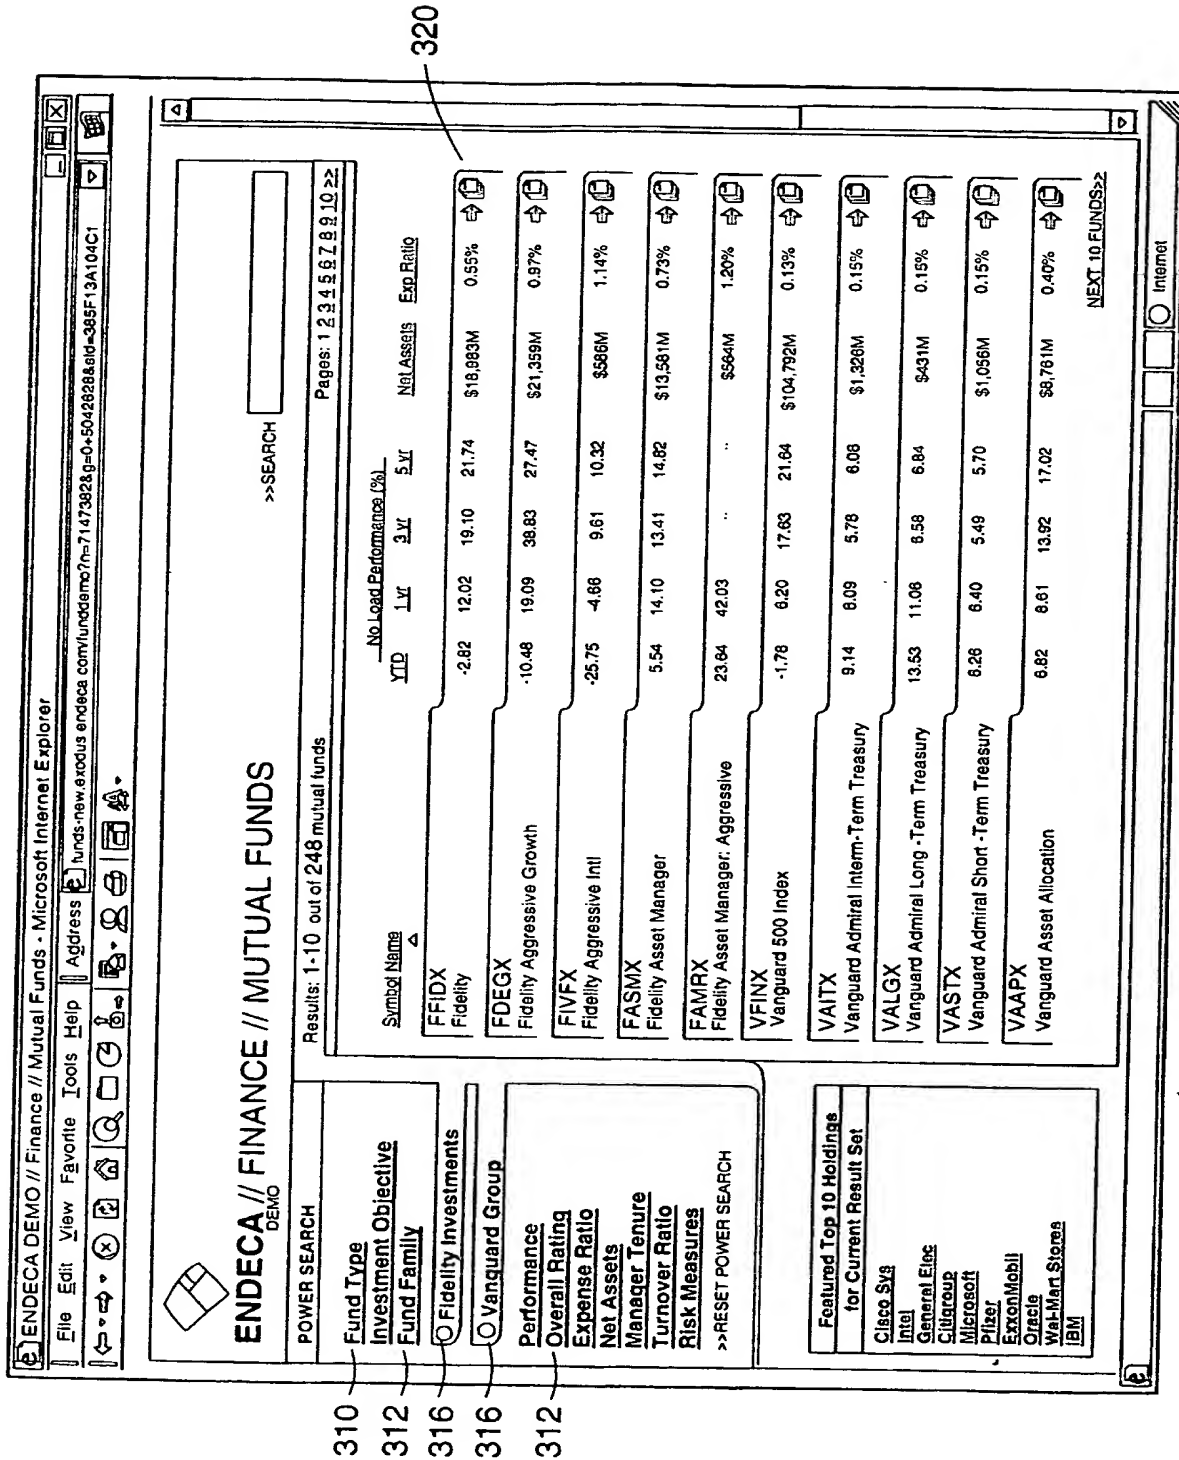 ENDECA DEMO // Finance // Mutual Funds - Microsoft Internet Explorer
File Edit View Favorite Tools Help
Address funds-new.exodus endeca com/funddemo?n=7147382&g=0+5042628&sid=385F13A104C1
ENDECA // FINANCE // MUTUAL FUNDS
DEMO
>>SEARCH
POWER SEARCH
Results: 1-10 out of 248 mutual funds
Pages: 1 2 3 4 5 6 7 8 9 10 >>
310
Fund Type
Investment Objective
312
Fund Family
316
Fidelity Investments
316
Vanguard Group
Performance
312
Overall Rating
Expense Ratio
Net Assets
Manager Tenure
Turnover Ratio
Risk Measures
>>RESET POWER SEARCH
Featured Top 10 Holdings
for Current Result Set
Cisco Sys
Intel
General Elec
Citigroup
Microsoft
Pfizer
ExxonMobil
Oracle
Wal-Mart Stores
IBM
No Load Performance (%)
Symbol Name YTD 1 yr 3 yr 5 yr Net Assets Exp Ratio
320
FFIDX
Fidelity -2.82 12.02 19.10 21.74 $18,983M 0.55%
FDEGX
Fidelity Aggressive Growth -10.48 19.09 38.83 27.47 $21,359M 0.97%
FIVFX
Fidelity Aggressive Intl -25.75 -4.66 9.61 10.32 $586M 1.14%
FASMX
Fidelity Asset Manager 5.54 14.10 13.41 14.82 $13,581M 0.73%
FAMRX
Fidelity Asset Manager: Aggressive 23.64 42.03 .. .. $564M 1.20%
VFINX
Vanguard 500 Index -1.78 6.20 17.63 21.64 $104,792M 0.13%
VAITX
Vanguard Admiral Interm-Term Treasury 9.14 8.09 5.78 6.08 $1,326M 0.15%
VALGX
Vanguard Admiral Long -Term Treasury 13.53 11.06 6.58 6.84 $431M 0.15%
VASTX
Vanguard Admiral Short -Term Treasury 6.26 6.40 5.49 5.70 $1,056M 0.15%
VAAPX
Vanguard Asset Allocation 6.82 8.61 13.92 17.02 $8,761M 0.40%
NEXT 10 FUNDS>>
Internet